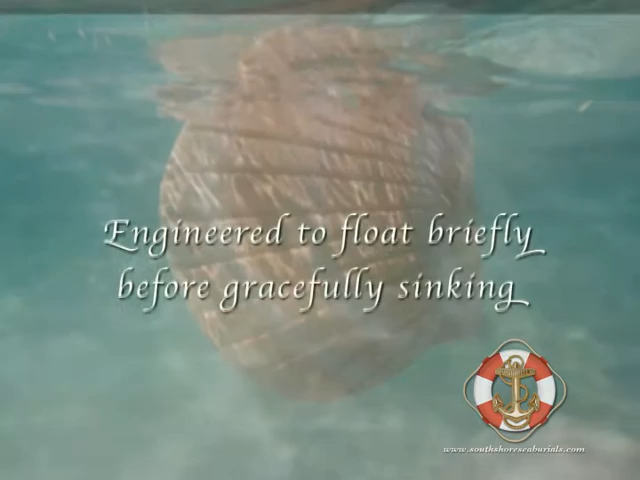 Engineered to float briefly
before gracefully sinking
www.southshoreseaburials.com